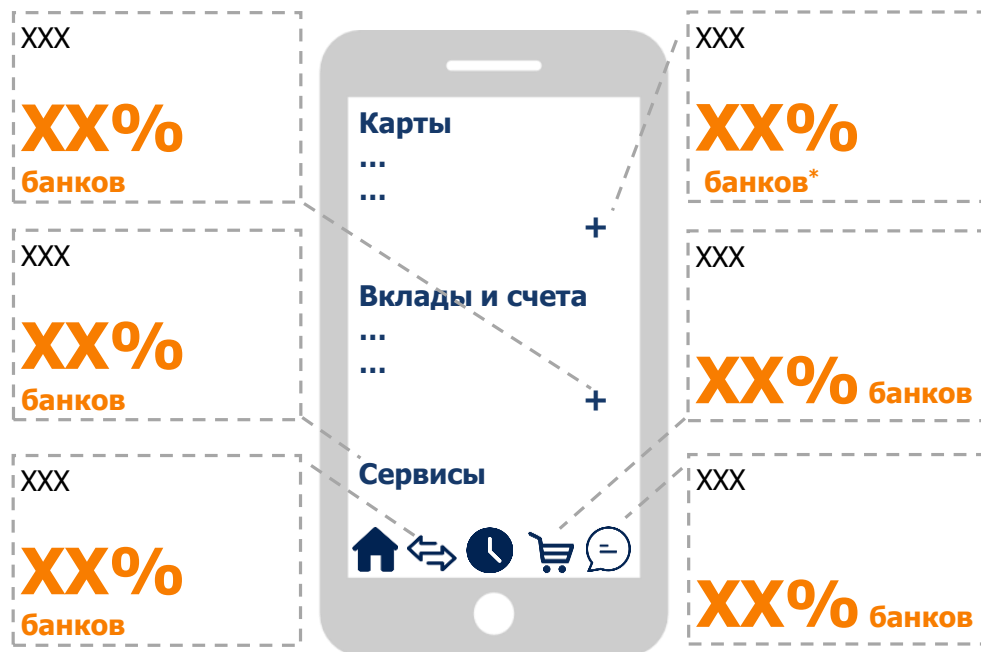 XXX
XX%
банков
XXX
XX%
банков
XXX
XX%
банков
Карты
...
...
+
Вклады и счета
...
...
+
Сервисы
XXX
XX%
банков*
XXX
XX% банков
XXX
XX% банков